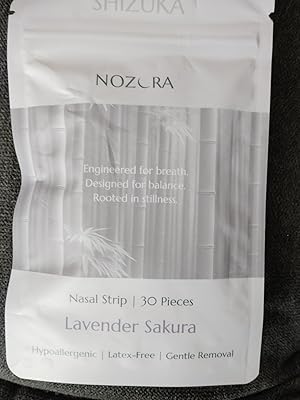 SHIZUKA
NOZORA
Engineered for breath.
Designed for balance.
Rooted in stillness.
Nasal Strip | 30 Pieces
Lavender Sakura
Hypoallergenic | Latex-Free | Gentle Removal